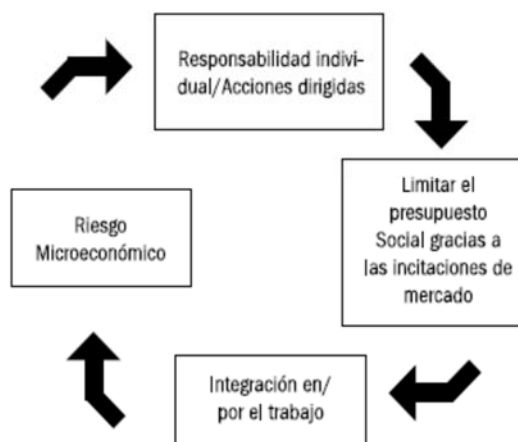 Responsabilidad indivi-
dual/Acciones dirigidas
Limitar el
presupuesto
Social gracias a
las incitaciones de
mercado
Integración en/
por el trabajo
Riesgo
Microeconómico